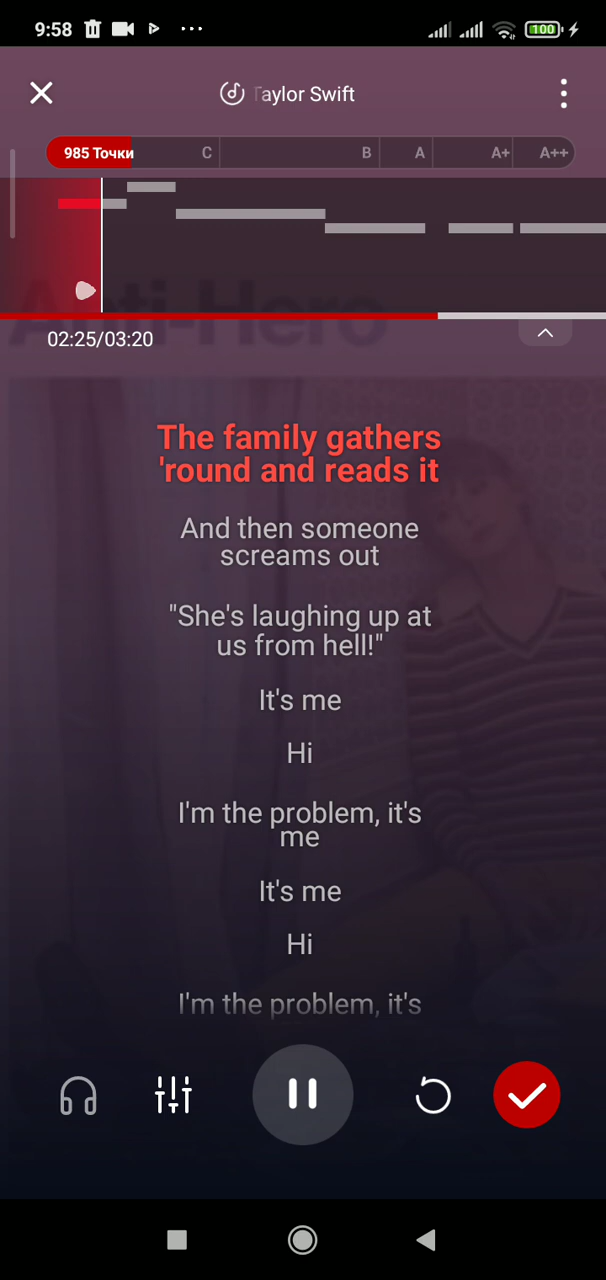 9:58
100
Taylor Swift
985 Точки C B A A+ A++
Anti-Hero
02:25/03:20
The family gathers
'round and reads it
And then someone
screams out
"She's laughing up at
us from hell!"
It's me
Hi
I'm the problem, it's
me
It's me
Hi
I'm the problem, it's